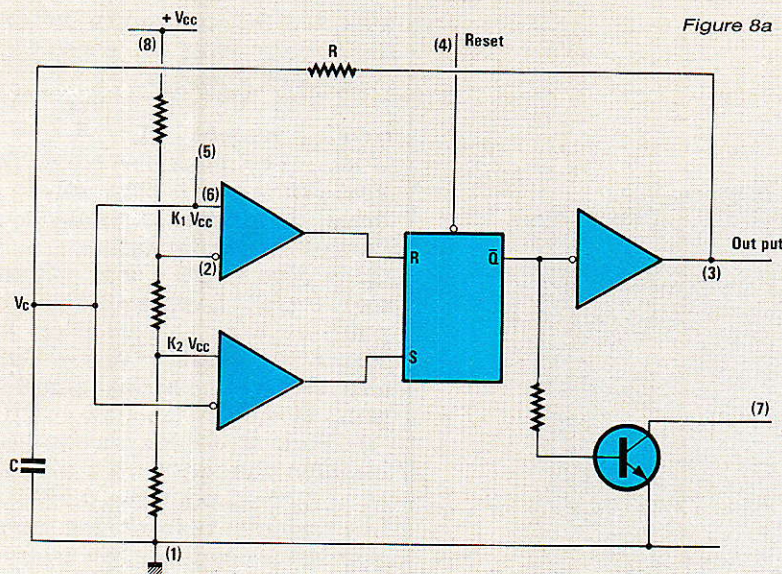 Figure 8a
+ Vcc
(8)
R
(4)
Reset
(5)
(6)
K1 Vcc
(2)
R
Q̄
Out put
(3)
Vc
K2 Vcc
S
(7)
C
(1)